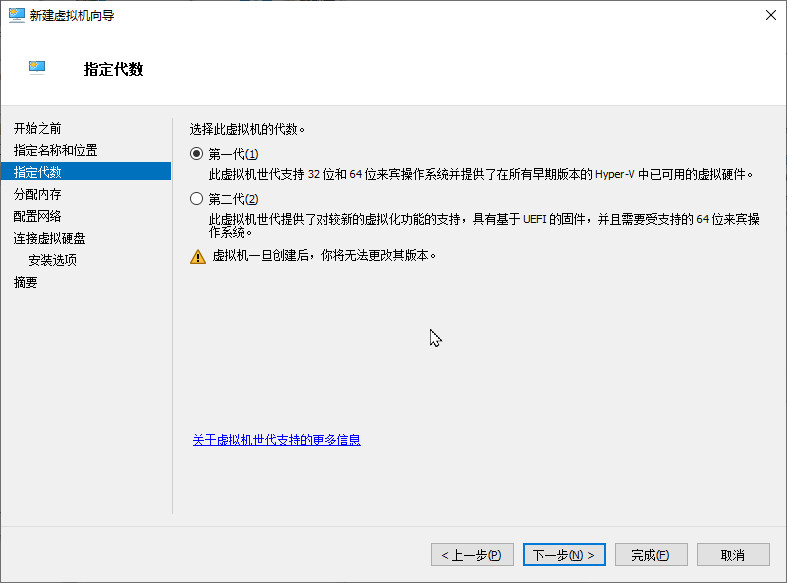 新建虚拟机向导
指定代数
开始之前
指定名称和位置
指定代数
分配内存
配置网络
连接虚拟硬盘
安装选项
摘要
选择此虚拟机的代数。
第一代(1)
此虚拟机世代支持 32 位和 64 位来宾操作系统并提供了在所有早期版本的 Hyper-V 中已可用的虚拟硬件。
第二代(2)
此虚拟机世代提供了对较新的虚拟化功能的支持，具有基于 UEFI 的固件，并且需要受支持的 64 位来宾操
作系统。
虚拟机一旦创建后，你将无法更改其版本。
关于虚拟机世代支持的更多信息
< 上一步(P)
下一步(N) >
完成(F)
取消